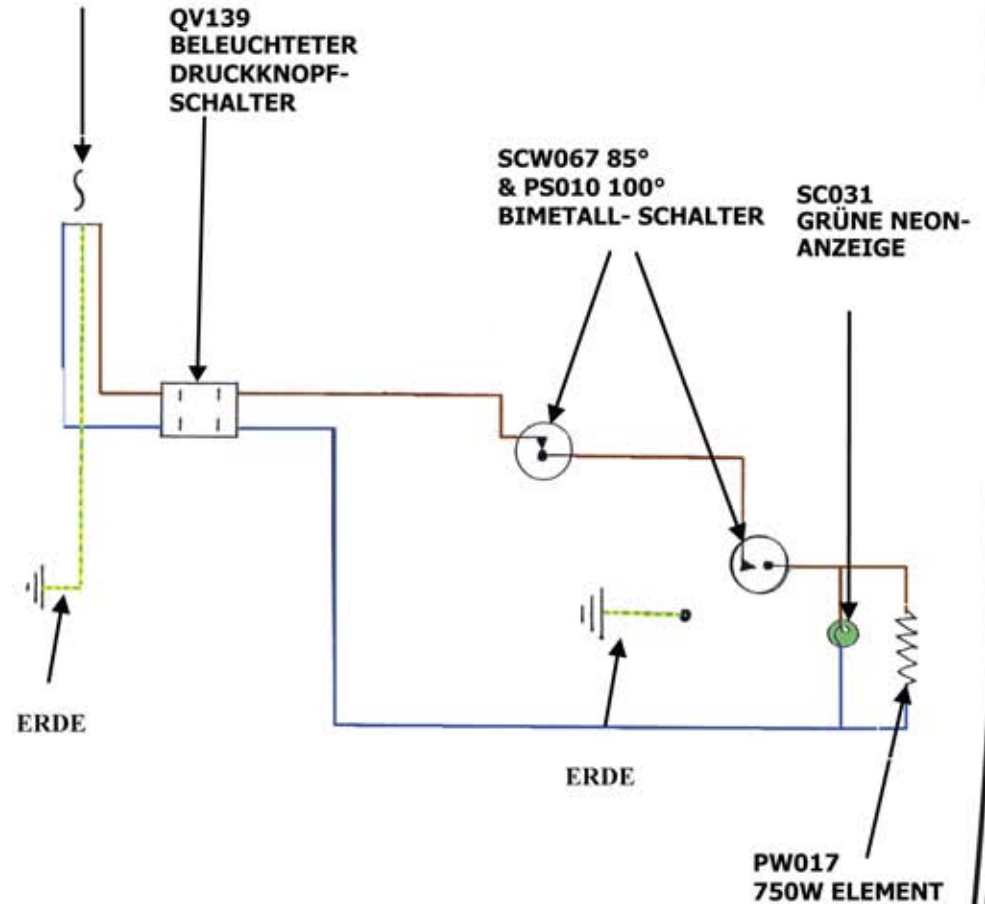 QV139
BELEUCHTETER
DRUCKKNOPF-
SCHALTER
SCW067 85°
& PS010 100°
BIMETALL- SCHALTER
SC031
GRÜNE NEON-
ANZEIGE
ERDE
ERDE
PW017
750W ELEMENT